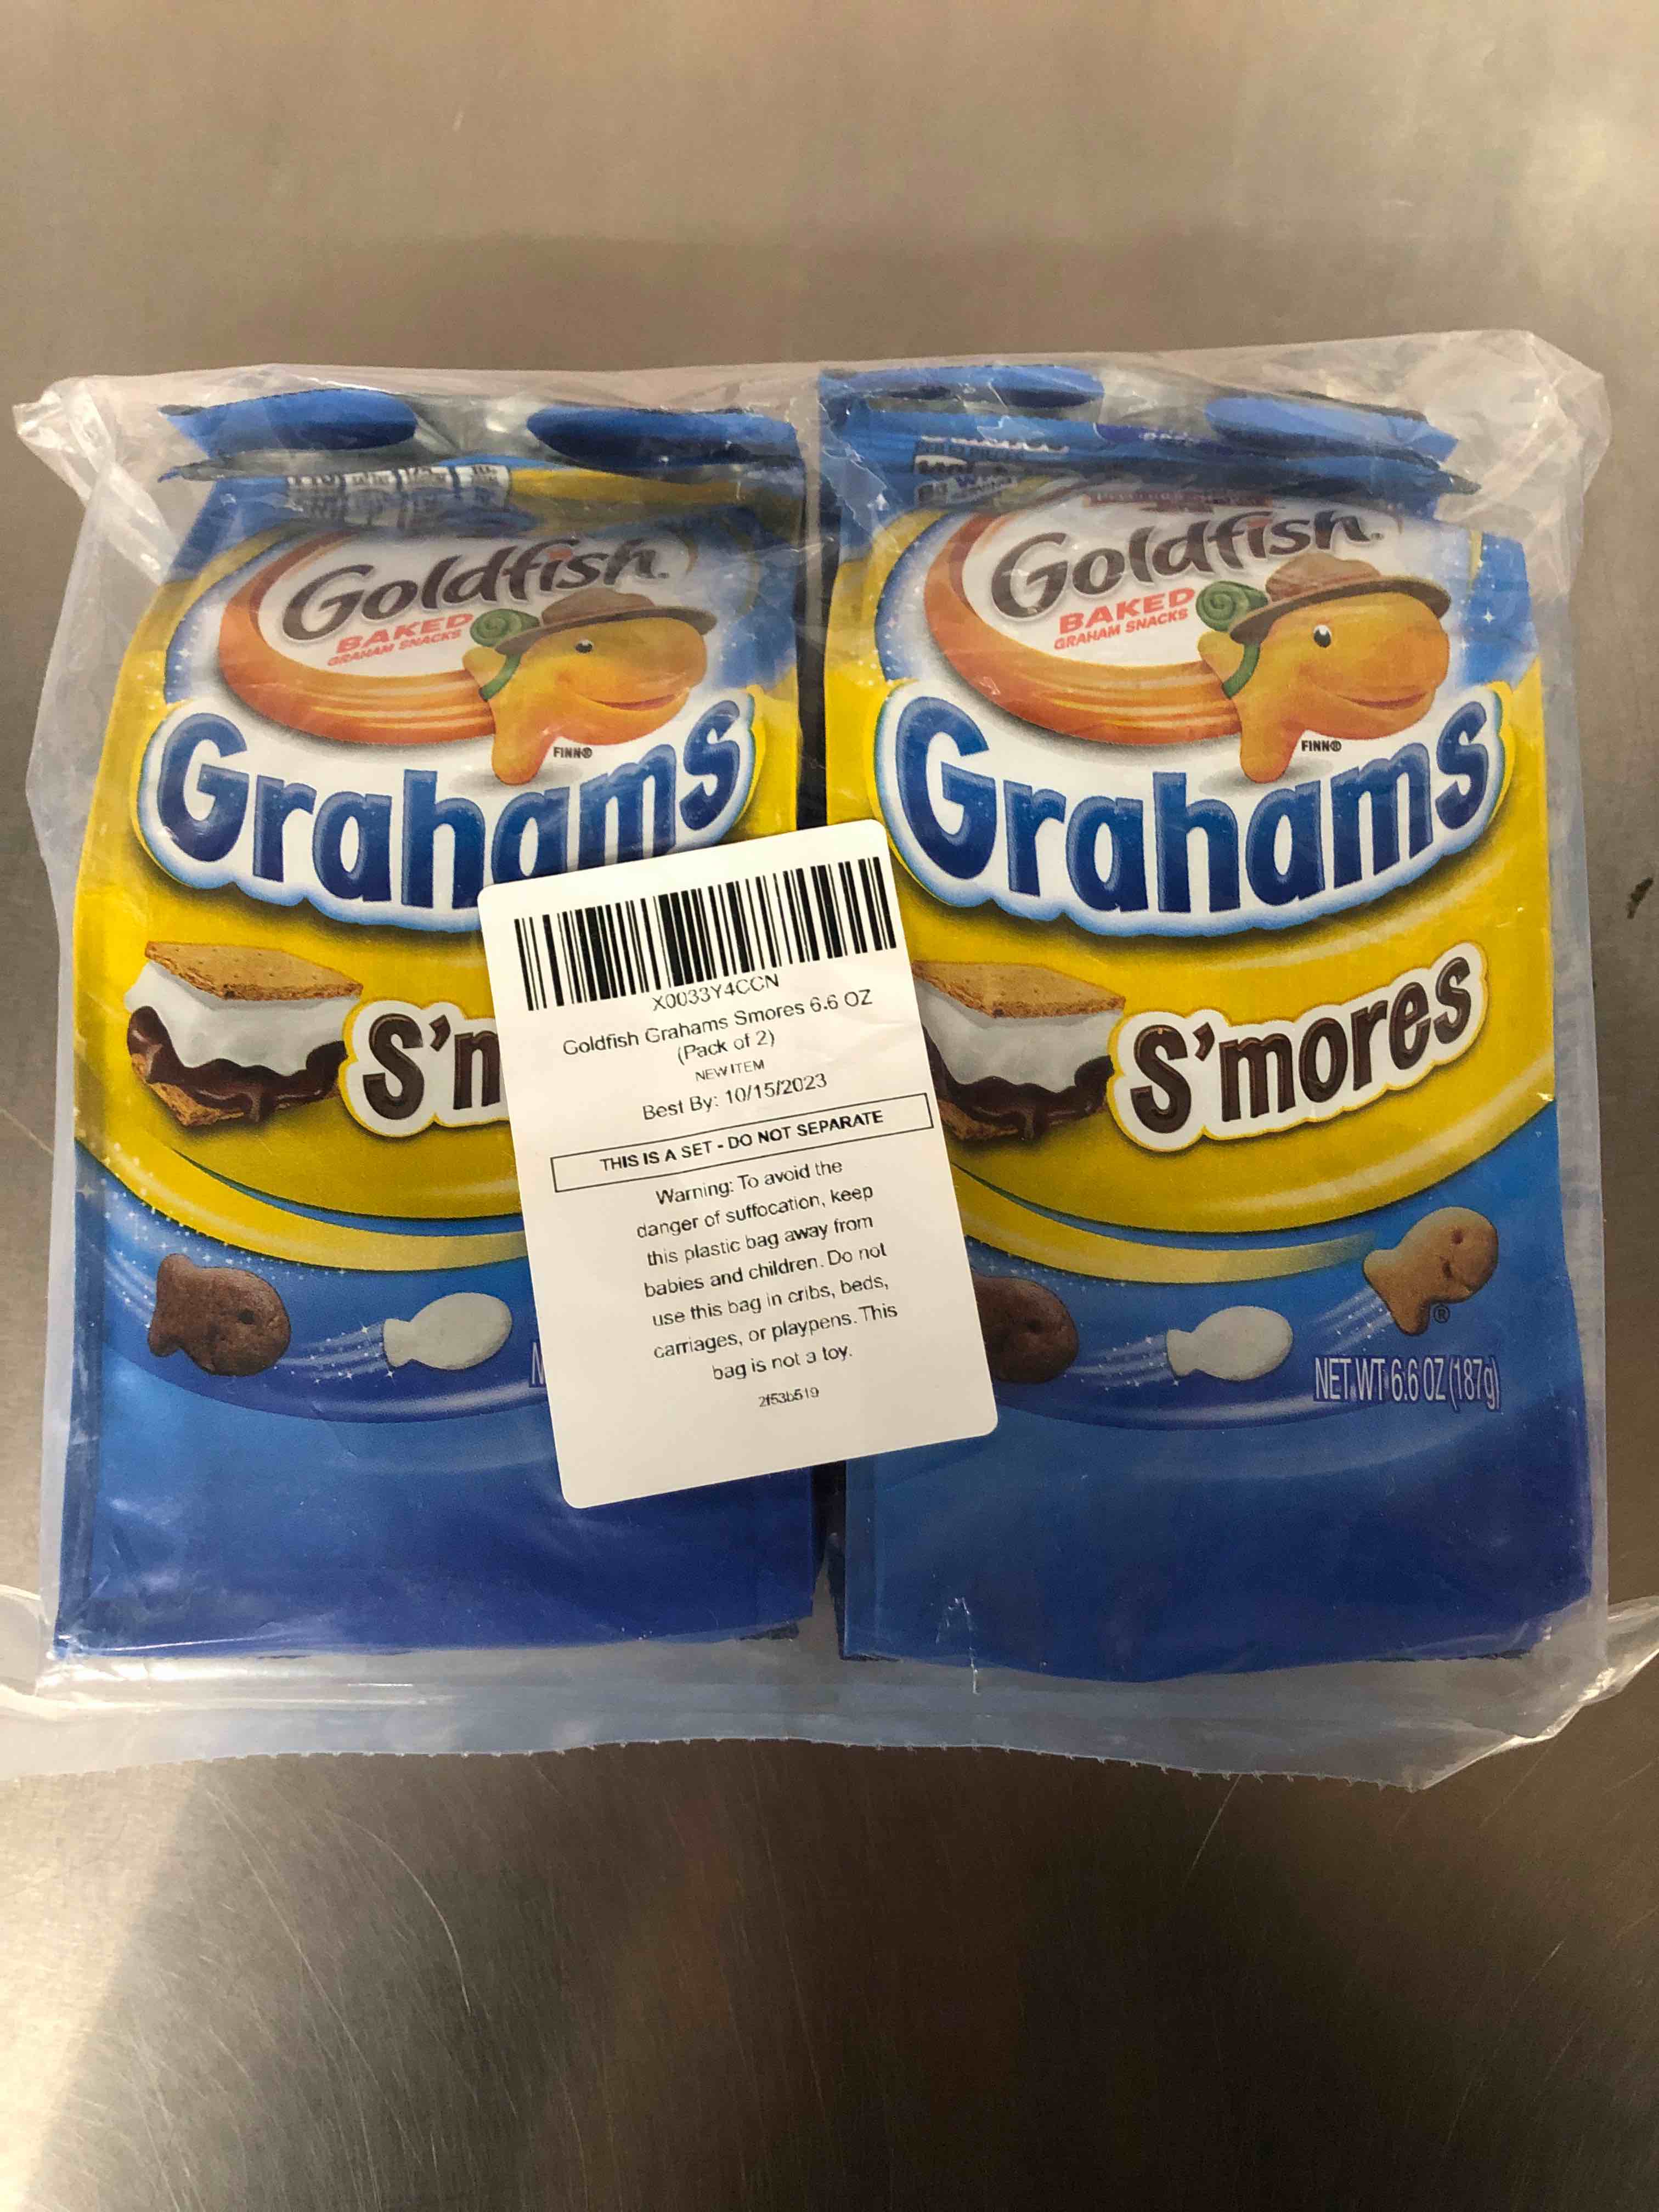 Goldfish
BAKED
GRAHAM SNACKS
FINN®
Grahams
S'm
Goldfish
BAKED
GRAHAM SNACKS
FINN®
Grahams
S'mores
®
NET WT 6.6 OZ (187g)
X0033Y4CCN
Goldfish Grahams Smores 6.6 OZ
(Pack of 2)
NEW ITEM
Best By: 10/15/2023
THIS IS A SET - DO NOT SEPARATE
Warning: To avoid the
danger of suffocation, keep
this plastic bag away from
babies and children. Do not
use this bag in cribs, beds,
carriages, or playpens. This
bag is not a toy.
2f53b519